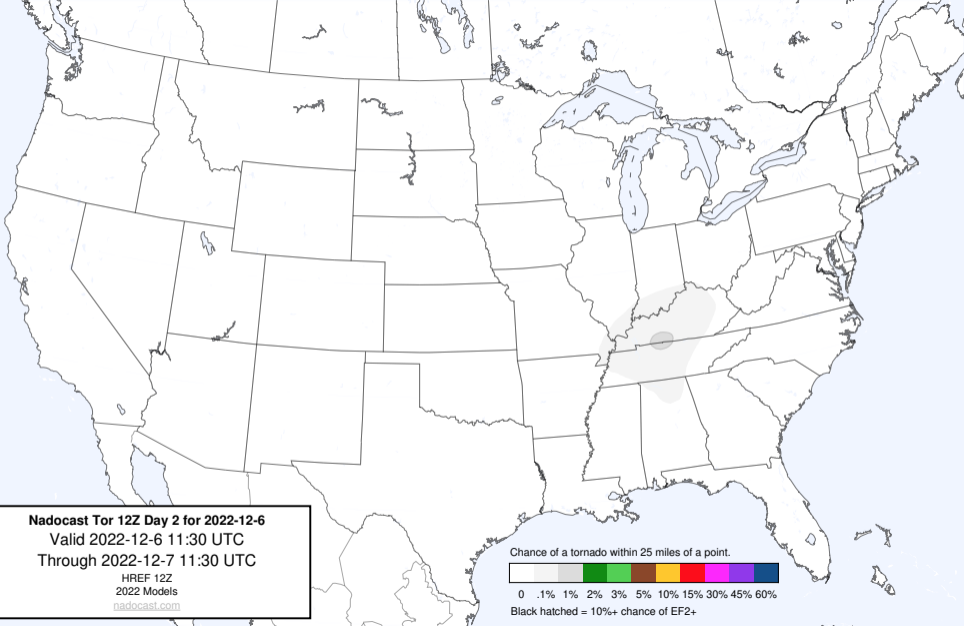 Nadocast Tor 12Z Day 2 for 2022-12-6
Valid 2022-12-6 11:30 UTC
Through 2022-12-7 11:30 UTC
HREF 12Z
2022 Models
nadocast.com
Chance of a tornado within 25 miles of a point.
0 .1% 1% 2% 3% 5% 10% 15% 30% 45% 60%
Black hatched = 10%+ chance of EF2+